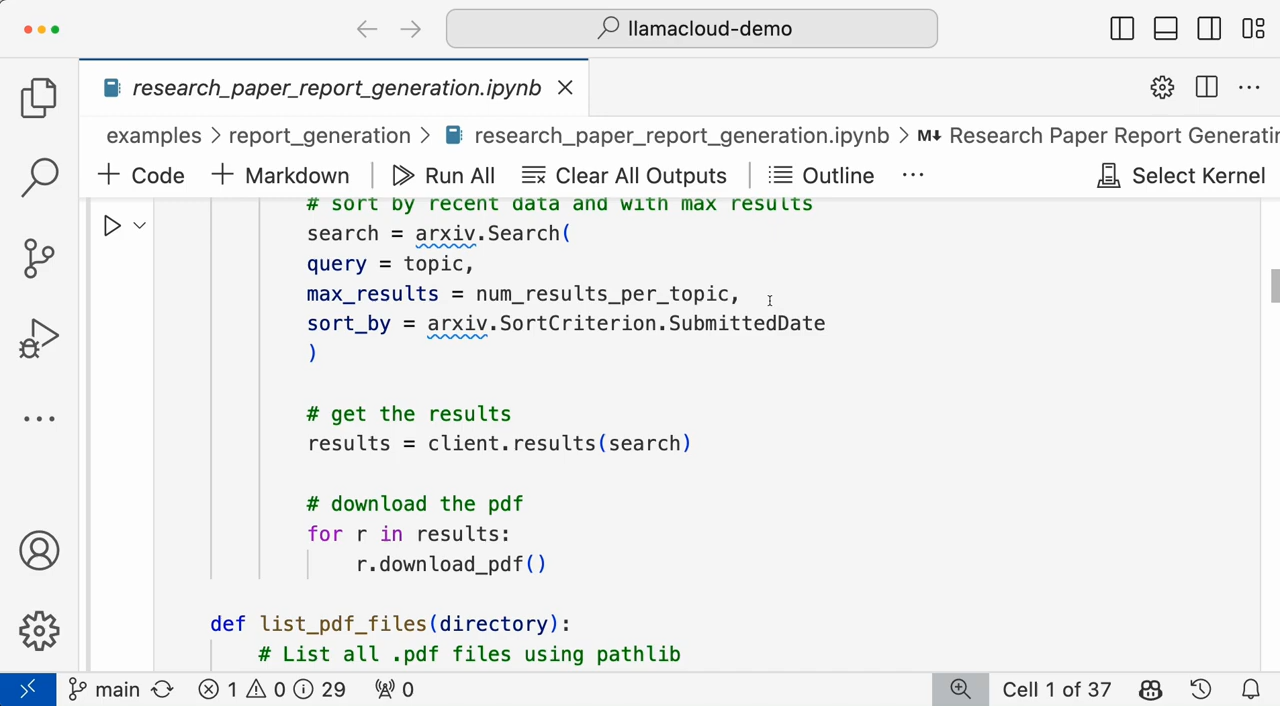 llamacloud-demo
research_paper_report_generation.ipynb
examples > report_generation > research_paper_report_generation.ipynb > M↓ Research Paper Report Generatin
+ Code + Markdown | Run All Clear All Outputs | Outline ··· Select Kernel
# sort by recent data and with max results
search = arxiv.Search(
query = topic,
max_results = num_results_per_topic,
sort_by = arxiv.SortCriterion.SubmittedDate
)
# get the results
results = client.results(search)
# download the pdf
for r in results:
r.download_pdf()
def list_pdf_files(directory):
# List all .pdf files using pathlib
main 1 0 29 0 Cell 1 of 37